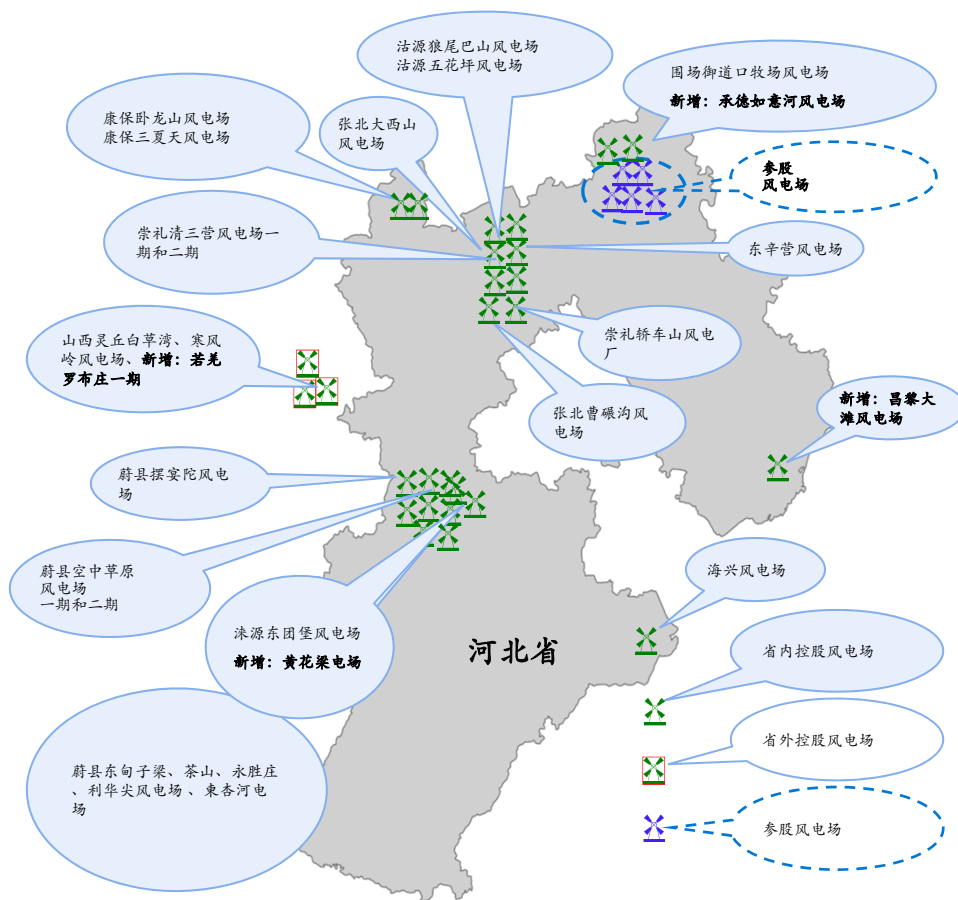 沽源狼尾巴山风电场
沽源五花坪风电场
围场御道口牧场风电场
新增：承德如意河风电场
康保卧龙山风电场
康保三夏天风电场
张北大西山
风电场
参股
风电场
崇礼清三营风电场一
期和二期
东辛营风电场
山西灵丘白草湾、寒风
岭风电场、新增：若羌
罗布庄一期
崇礼轿车山风电
厂
张北曹碾沟风
电场
新增：昌黎大
滩风电场
蔚县摆宴陀风电
场
蔚县空中草原
风电场
一期和二期
涞源东团堡风电场
新增：黄花梁电场
海兴风电场
河北省
省内控股风电场
省外控股风电场
参股风电场
蔚县东甸子梁、茶山、永胜庄
、利华尖风电场、東杏河电
场